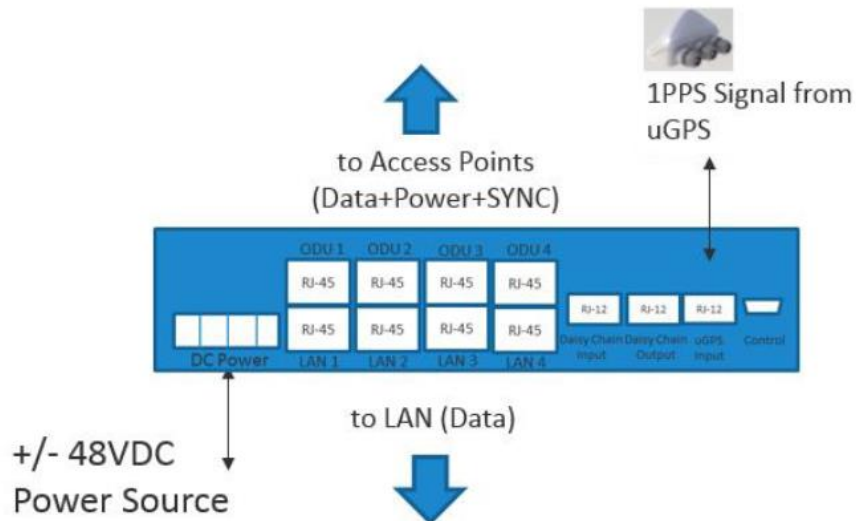 1PPS Signal from
uGPS
to Access Points
(Data+Power+SYNC)
ODU 1 ODU 2 ODU 3 ODU 4
RJ-45 RJ-45 RJ-45 RJ-45
RJ-12 RJ-12 RJ-12
RJ-45 RJ-45 RJ-45 RJ-45
Daisy Chain Daisy Chain uGPS Control
Input Output Input
DC Power LAN 1 LAN 2 LAN 3 LAN 4
to LAN (Data)
+/- 48VDC
Power Source